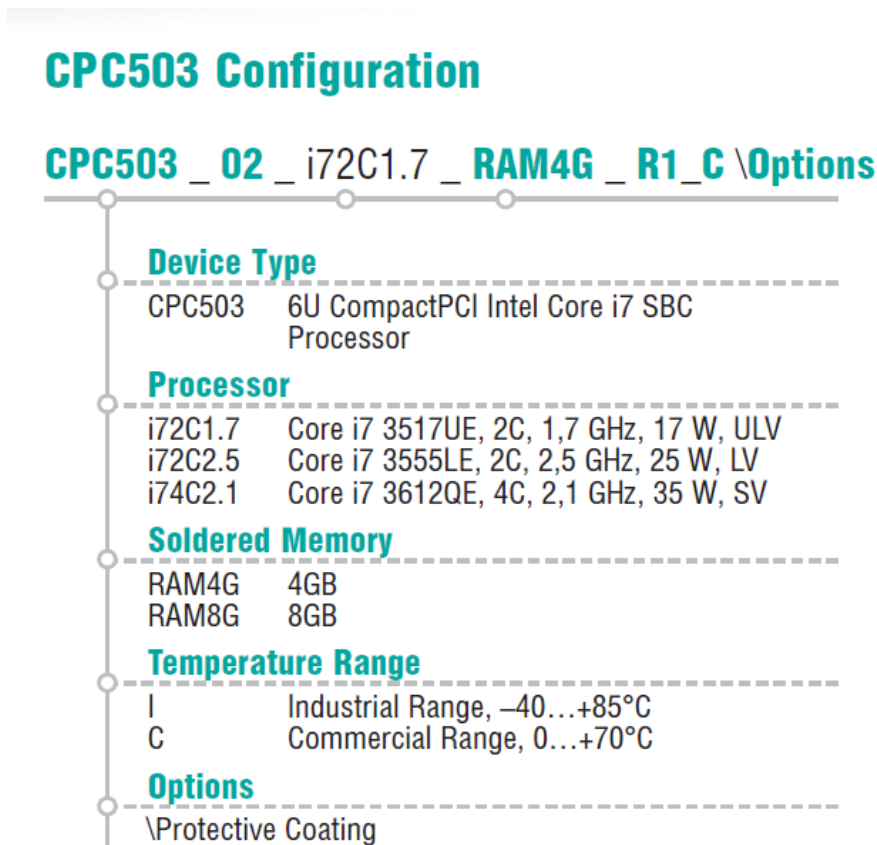 CPC503 Configuration
CPC503 _ 02 _ i72C1.7 _ RAM4G _ R1_C \Options
Device Type
CPC503 6U CompactPCI Intel Core i7 SBC
Processor
Processor
i72C1.7 Core i7 3517UE, 2C, 1,7 GHz, 17 W, ULV
i72C2.5 Core i7 3555LE, 2C, 2,5 GHz, 25 W, LV
i74C2.1 Core i7 3612QE, 4C, 2,1 GHz, 35 W, SV
Soldered Memory
RAM4G 4GB
RAM8G 8GB
Temperature Range
I Industrial Range, –40...+85°C
C Commercial Range, 0...+70°C
Options
\Protective Coating